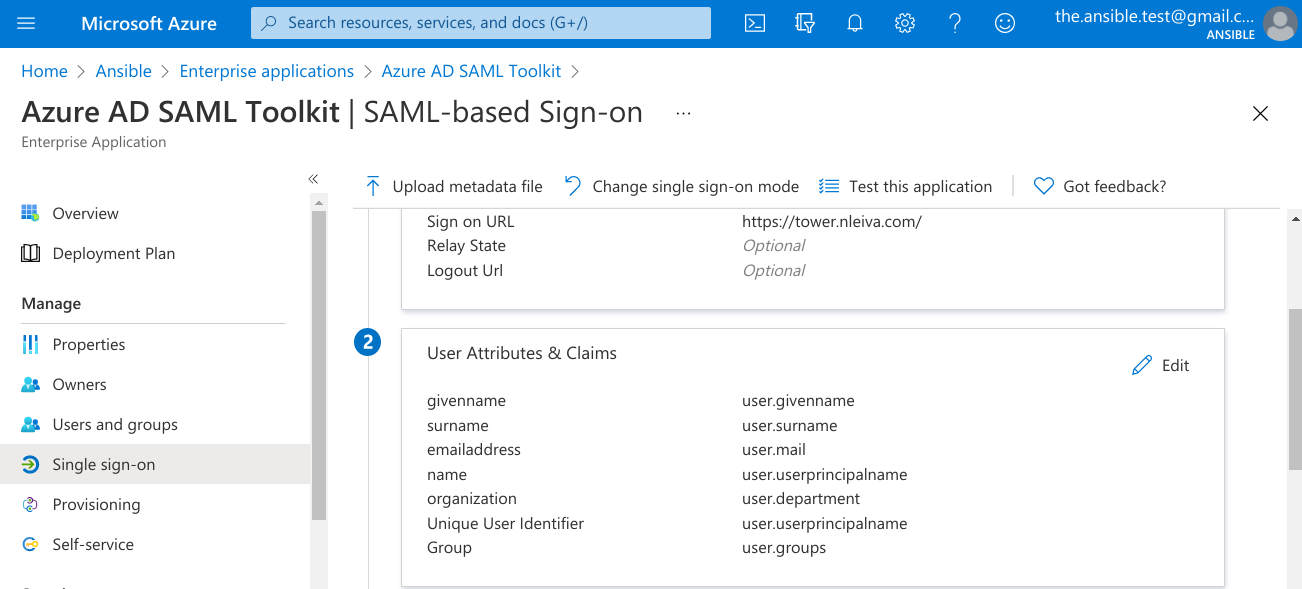 Microsoft Azure
Search resources, services, and docs (G+/)
the.ansible.test@gmail.c...
ANSIBLE
Home > Ansible > Enterprise applications > Azure AD SAML Toolkit >
Azure AD SAML Toolkit | SAML-based Sign-on ...
Enterprise Application
«
Overview
Deployment Plan
Manage
Properties
Owners
Users and groups
Single sign-on
Provisioning
Self-service
Upload metadata file Change single sign-on mode Test this application | Got feedback?
Sign on URL https://tower.nleiva.com/
Relay State Optional
Logout Url Optional
2
User Attributes & Claims
Edit
givenname user.givenname
surname user.surname
emailaddress user.mail
name user.userprincipalname
organization user.department
Unique User Identifier user.userprincipalname
Group user.groups